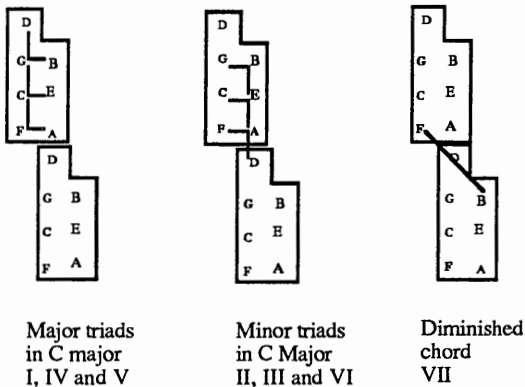 D
G B
C E
F A
D
G B
C E
F A
Major triads
in C major
I, IV and V
D
G B
C E
F A
D
G B
C E
F A
Minor triads
in C Major
II, III and VI
D
G B
C E
F A
D
G B
C E
F A
Diminished
chord
VII